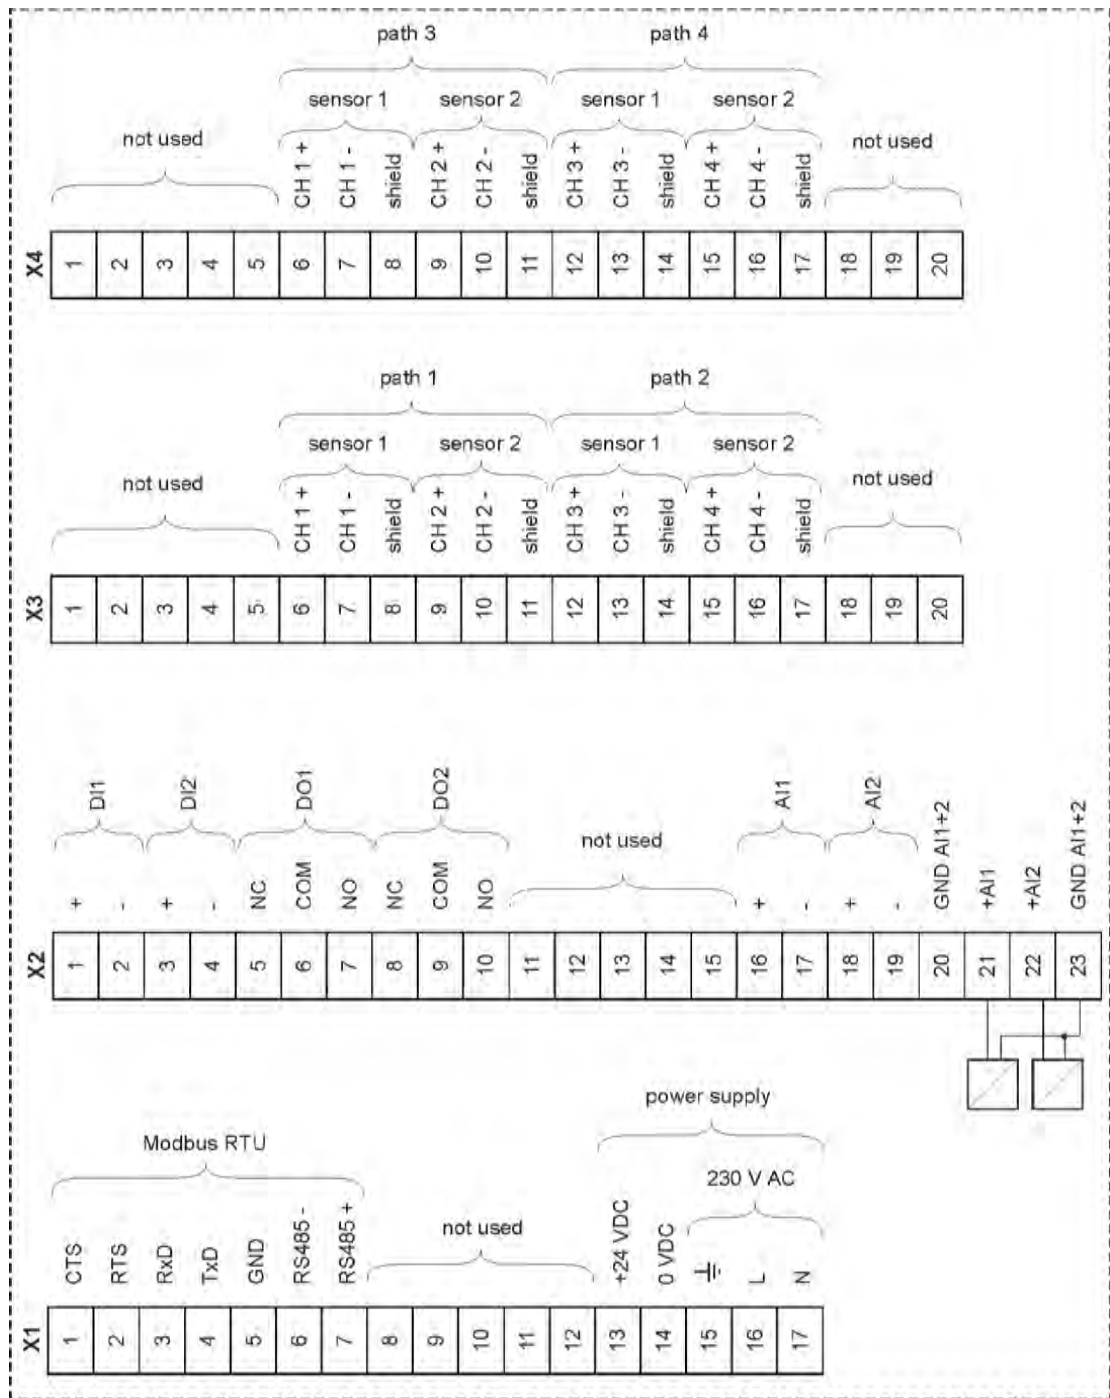 path 3 path 4
sensor 1 sensor 2 sensor 1 sensor 2
not used CH 1 + CH 1 - shield CH 2 + CH 2 - shield CH 3 + CH 3 - shield CH 4 + CH 4 - shield not used
X4 1 2 3 4 5 6 7 8 9 10 11 12 13 14 15 16 17 18 19 20
path 1 path 2
sensor 1 sensor 2 sensor 1 sensor 2
not used CH 1 + CH 1 - shield CH 2 + CH 2 - shield CH 3 + CH 3 - shield CH 4 + CH 4 - shield not used
X3 1 2 3 4 5 6 7 8 9 10 11 12 13 14 15 16 17 18 19 20
DI1 DI2 DO1 DO2 not used AI1 AI2
+ - + - NC COM NO NC COM NO + - + - GND AI1+2 +AI1 +AI2 GND AI1+2
X2 1 2 3 4 5 6 7 8 9 10 11 12 13 14 15 16 17 18 19 20 21 22 23
power supply
Modbus RTU
230 V AC
CTS RTS RxD TxD GND RS485 - RS485 + not used +24 VDC 0 VDC L N
X1 1 2 3 4 5 6 7 8 9 10 11 12 13 14 15 16 17